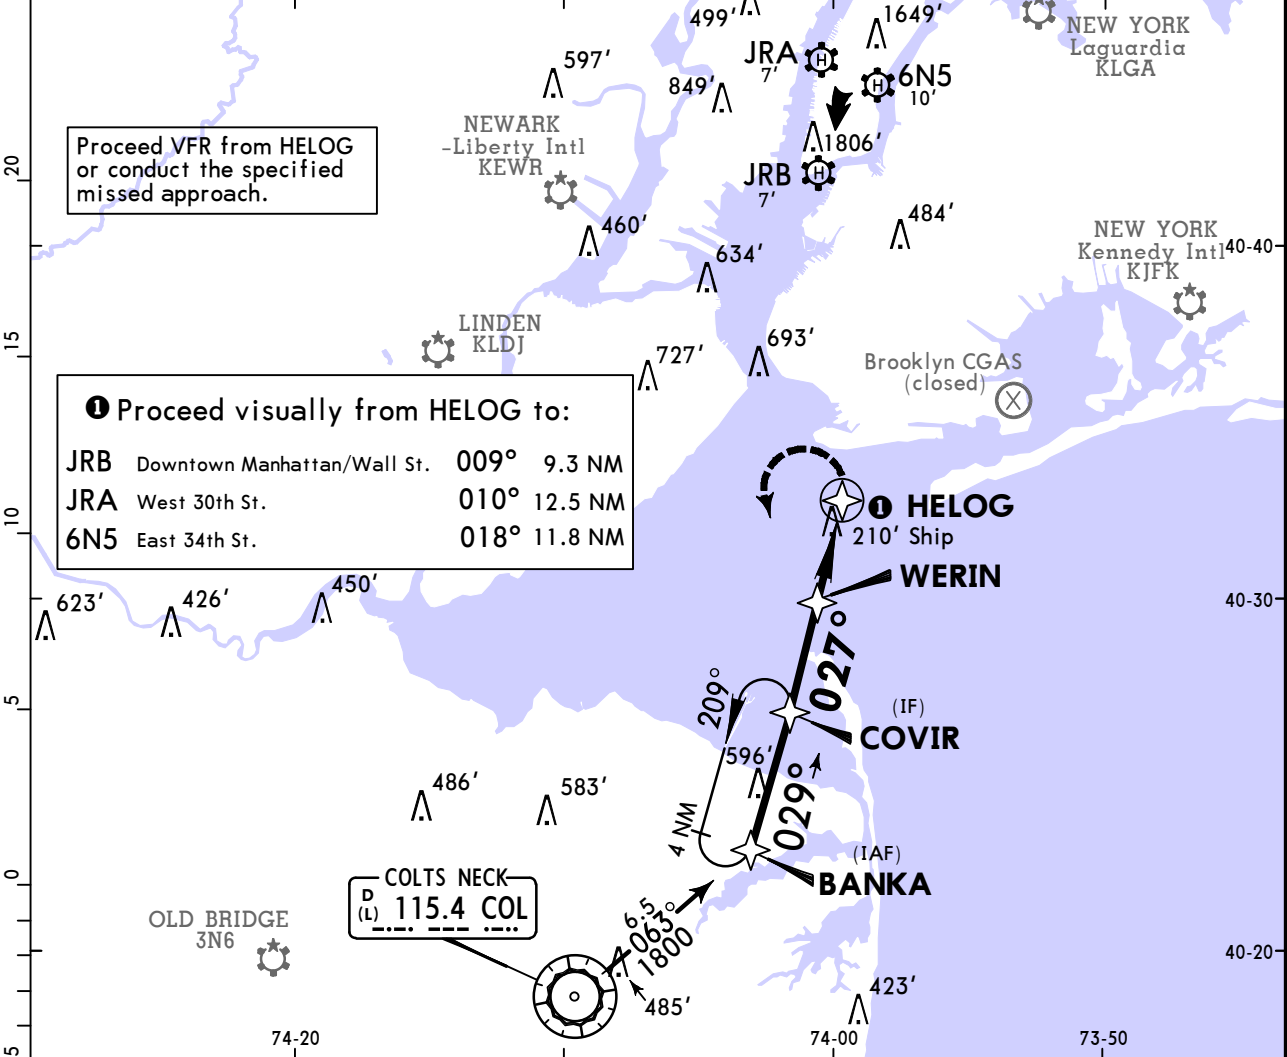 499'
1649'
NEW YORK
Laguardia
KLGA
597'
JRA
7'
849'
H
H
6N5
10'
NEWARK
-Liberty Intl
KEWR
1806'
Proceed VFR from HELOG
or conduct the specified
missed approach.
20
JRB
7'
H
460'
484'
634'
NEW YORK
Kennedy Intl
KJFK
40-40
LINDEN
KLDJ
15
727'
693'
Brooklyn CGAS
(closed)
X
1 Proceed visually from HELOG to:
JRB Downtown Manhattan/Wall St. 009° 9.3 NM
JRA West 30th St. 010° 12.5 NM
6N5 East 34th St. 018° 11.8 NM
1 HELOG
210' Ship
10
WERIN
40-30
623'
426'
450'
027°
209°
5
(IF)
COVIR
596'
029°
486'
583'
4 NM
(IAF)
BANKA
0
COLTS NECK
D
(L) 115.4 COL
6.5
063°
1800
OLD BRIDGE
3N6
40-20
485'
423'
5
74-20
74-00
73-50